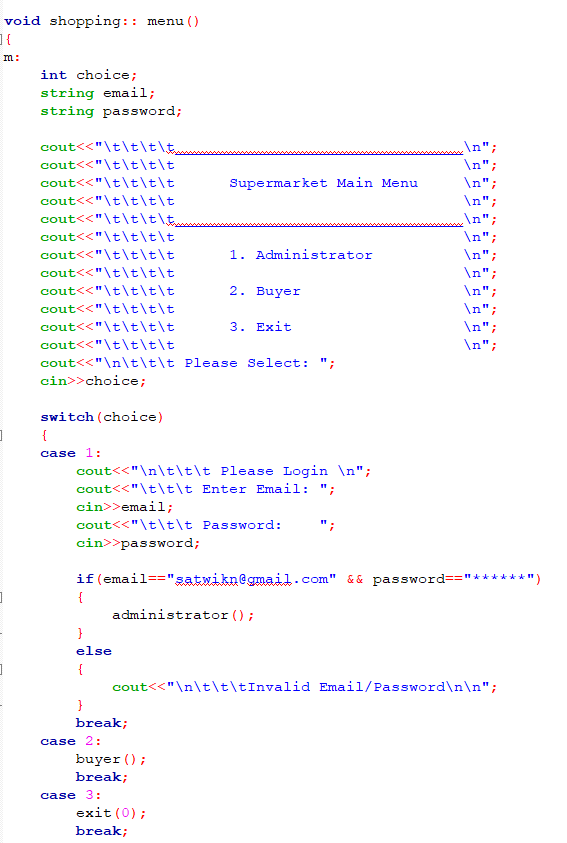 void shopping:: menu()
{
m:
    int choice;
    string email;
    string password;

    cout<<"\t\t\t\t________________________________\n";
    cout<<"\t\t\t\t                                \n";
    cout<<"\t\t\t\t      Supermarket Main Menu     \n";
    cout<<"\t\t\t\t                                \n";
    cout<<"\t\t\t\t________________________________\n";
    cout<<"\t\t\t\t                                \n";
    cout<<"\t\t\t\t      1. Administrator          \n";
    cout<<"\t\t\t\t                                \n";
    cout<<"\t\t\t\t      2. Buyer                  \n";
    cout<<"\t\t\t\t                                \n";
    cout<<"\t\t\t\t      3. Exit                   \n";
    cout<<"\t\t\t\t                                \n";
    cout<<"\n\t\t\t Please Select: ";
    cin>>choice;

    switch(choice)
    {
    case 1:
        cout<<"\n\t\t\t Please Login \n";
        cout<<"\t\t\t Enter Email: ";
        cin>>email;
        cout<<"\t\t\t Password:    ";
        cin>>password;

        if(email=="satwikn@gmail.com" && password=="******")
        {
            administrator();
        }
        else
        {
            cout<<"\n\t\t\tInvalid Email/Password\n\n";
        }
        break;
    case 2:
        buyer();
        break;
    case 3:
        exit(0);
        break;